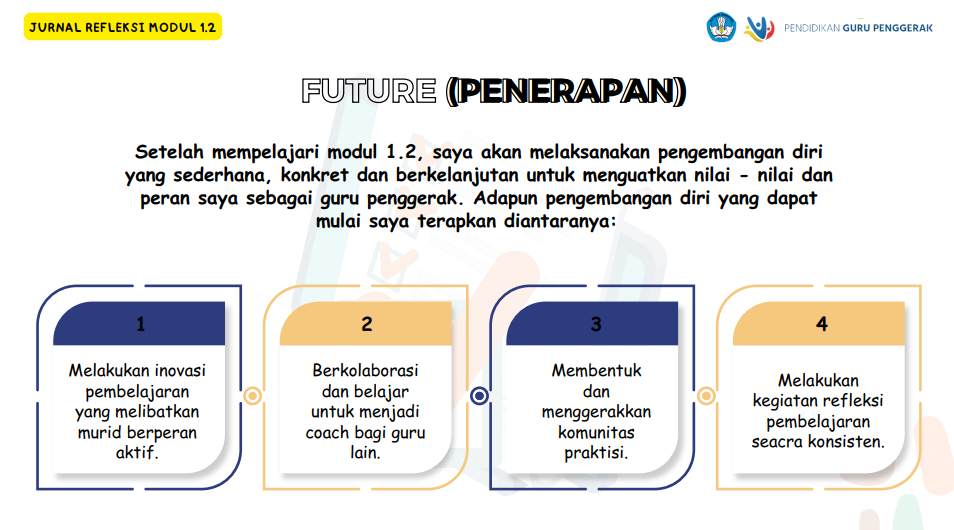 JURNAL REFLEKSI MODUL 1.2
PENDIDIKAN GURU PENGGERAK
FUTURE (PENERAPAN)
Setelah mempelajari modul 1.2, saya akan melaksanakan pengembangan diri
yang sederhana, konkret dan berkelanjutan untuk menguatkan nilai - nilai dan
peran saya sebagai guru penggerak. Adapun pengembangan diri yang dapat
mulai saya terapkan diantaranya:
1
Melakukan inovasi
pembelajaran
yang melibatkan
murid berperan
aktif.
2
Berkolaborasi
dan belajar
untuk menjadi
coach bagi guru
lain.
3
Membentuk
dan
menggerakkan
komunitas
praktisi.
4
Melakukan
kegiatan refleksi
pembelajaran
seacra konsisten.